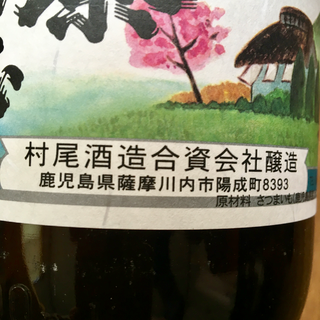 村尾酒造合資会社醸造
鹿児島県薩摩川内市陽成町8393
原材料 さつまいも